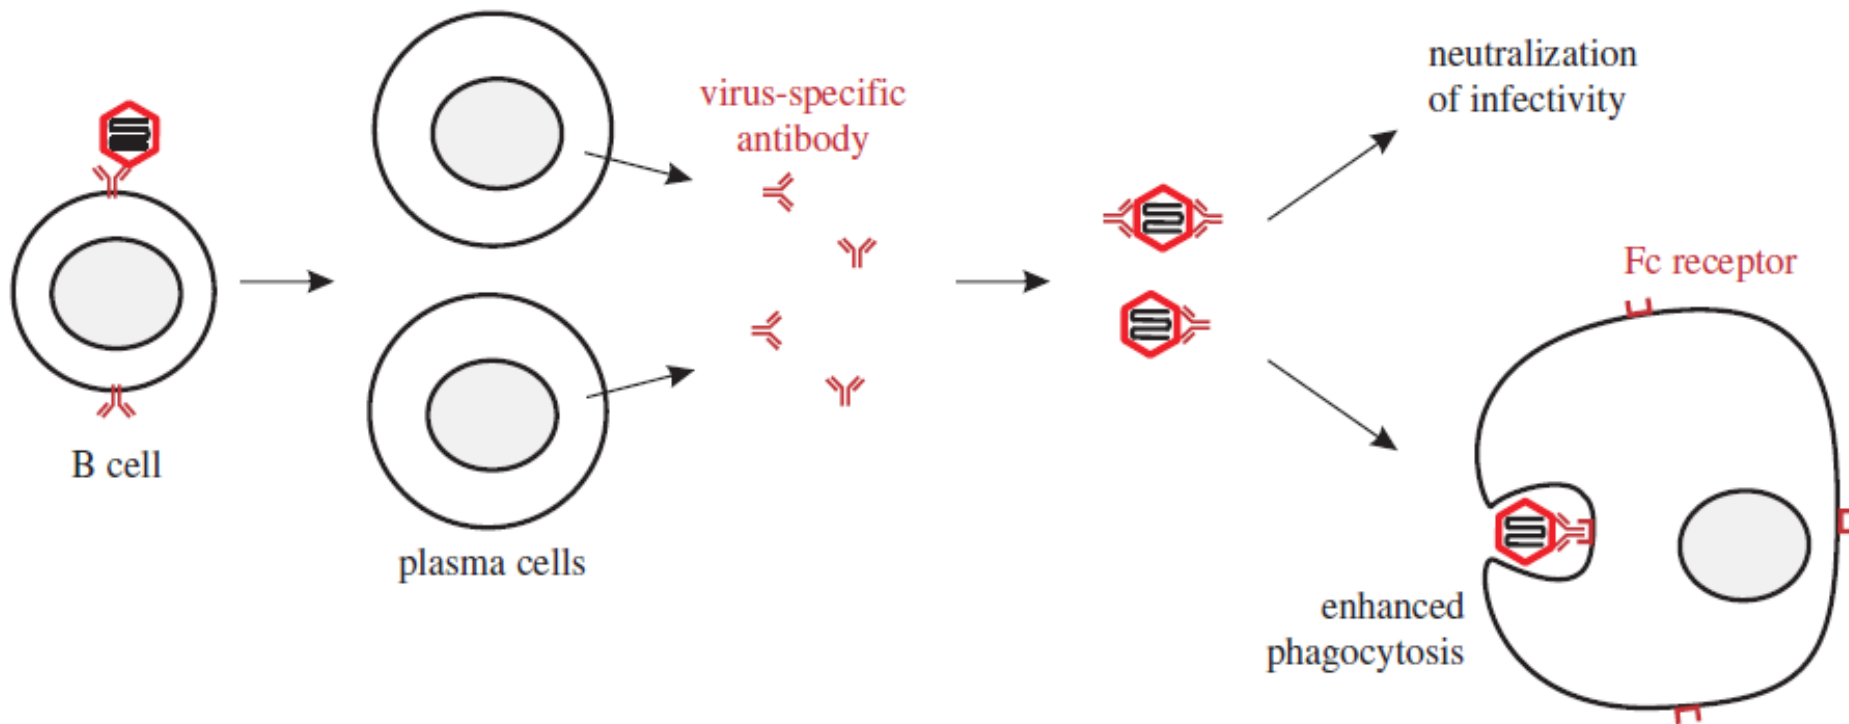 B cell
plasma cells
virus-specific
antibody
neutralization
of infectivity
Fc receptor
enhanced
phagocytosis